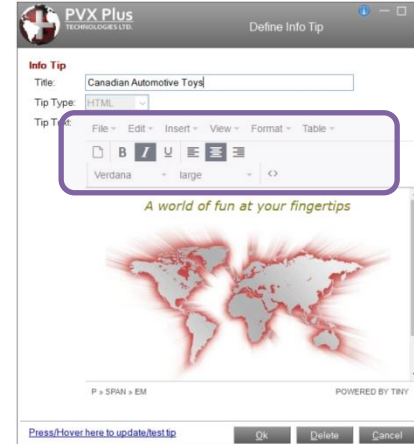 PVX Plus
TECHNOLOGIES LTD.
Define Info Tip
Info Tip
Title: Canadian Automotive Toys
Tip Type: HTML
Tip Text:
File Edit Insert View Format Table
B I U
Verdana large <>
A world of fun at your fingertips
P » SPAN » EM POWERED BY TINY
Press/Hover here to update/test tip Ok Delete Cancel